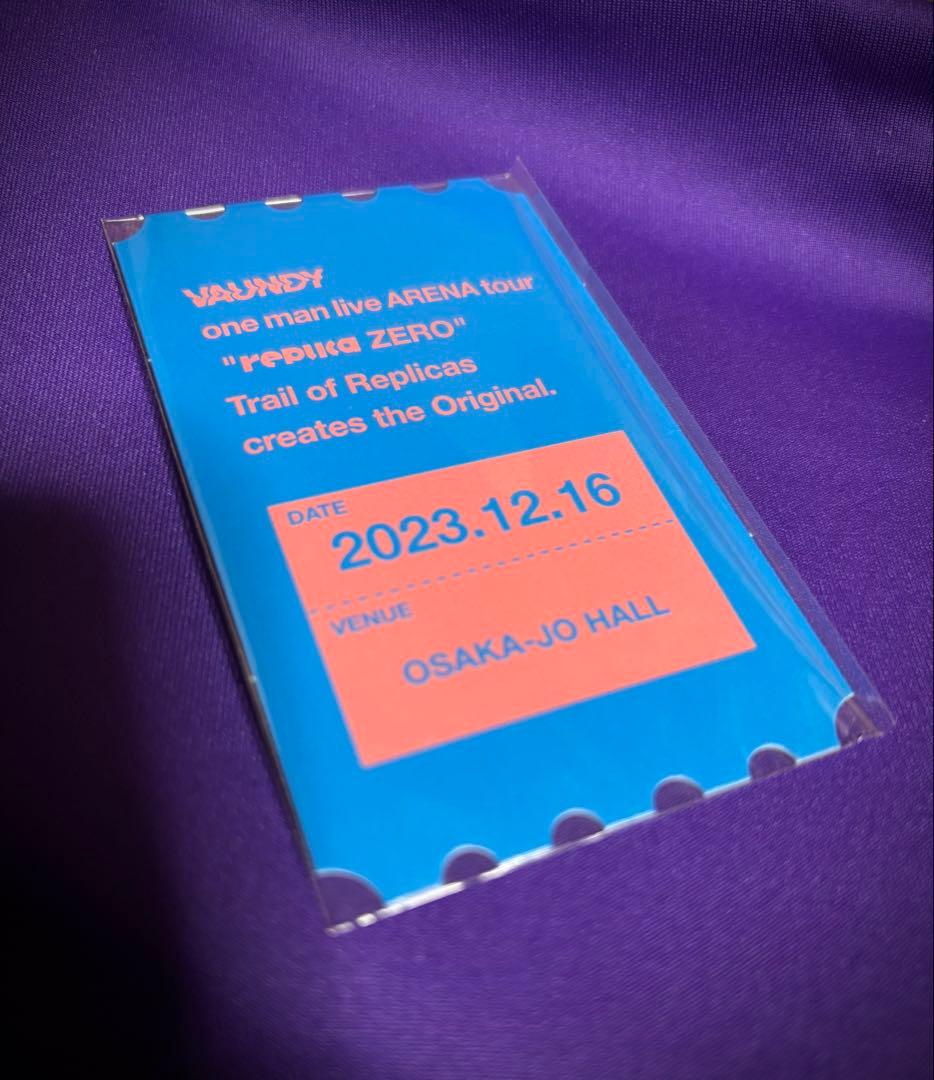 VAUNDY
one man live ARENA tour
"replica ZERO"
Trail of Replicas
creates the Original.
DATE
2023.12.16
VENUE
OSAKA-JO HALL